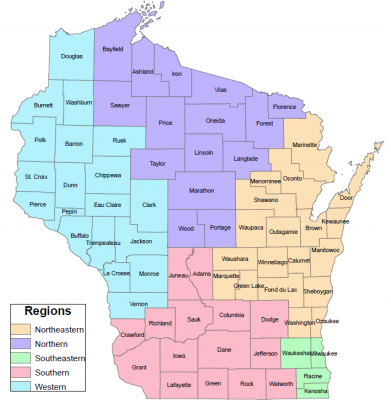 Douglas
Bayfield
Ashland
Iron
Vilas
Florence
Burnett
Washburn
Sawyer
Price
Oneida
Forest
Marinette
Polk
Barron
Rusk
Lincoln
Langlade
Taylor
Menominee
Oconto
Door
St. Croix
Dunn
Chippewa
Marathon
Shawano
Pierce
Pepin
Eau Claire
Clark
Wood
Portage
Waupaca
Outagamie
Brown
Kewaunee
Buffalo
Trempealeau
Jackson
Waushara
Winnebago
Calumet
Manitowoc
La Crosse
Monroe
Juneau
Adams
Marquette
Green Lake
Fond du Lac
Sheboygan
Vernon
Richland
Sauk
Columbia
Dodge
Washington
Ozaukee
Crawford
Iowa
Dane
Jefferson
Waukesha
Milwaukee
Grant
Lafayette
Green
Rock
Walworth
Racine
Kenosha
Regions
Northeastern
Northern
Southeastern
Southern
Western